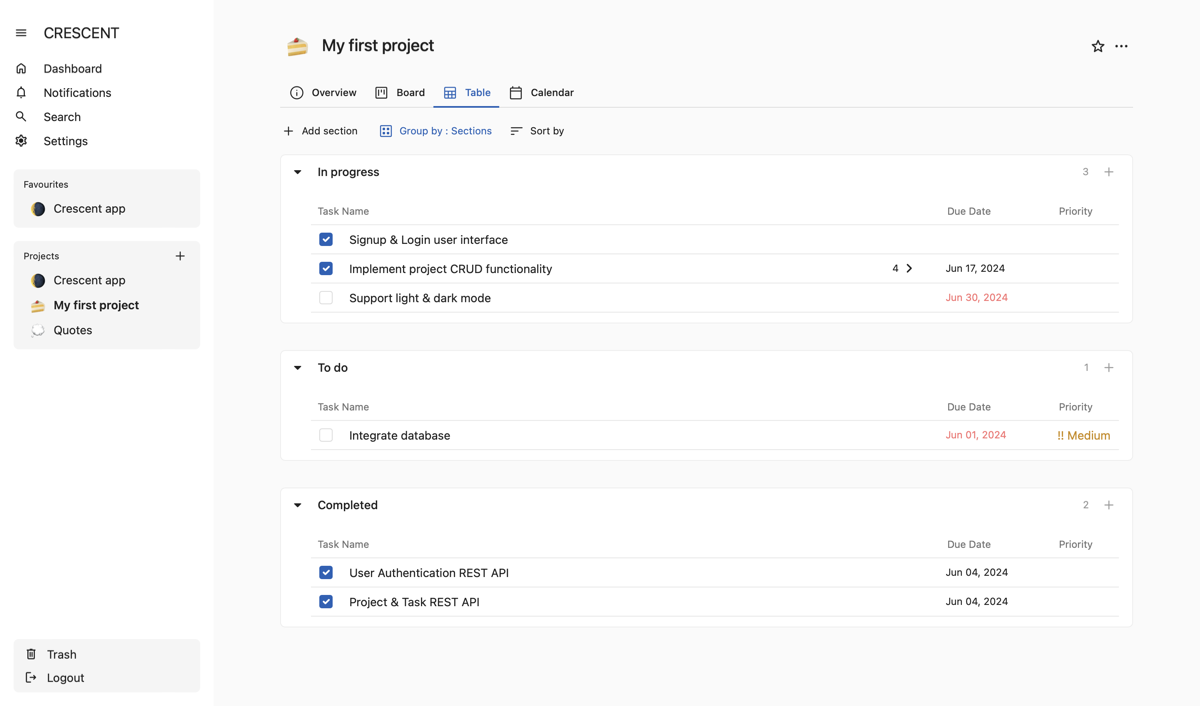 CRESCENT
Dashboard
Notifications
Search
Settings
Favourites
Crescent app
Projects
Crescent app
My first project
Quotes
Trash
Logout
My first project
Overview Board Table Calendar
Add section Group by : Sections Sort by
In progress 3
Task Name Due Date Priority
Signup & Login user interface
Implement project CRUD functionality 4 Jun 17, 2024
Support light & dark mode Jun 30, 2024
To do 1
Task Name Due Date Priority
Integrate database Jun 01, 2024 !! Medium
Completed 2
Task Name Due Date Priority
User Authentication REST API Jun 04, 2024
Project & Task REST API Jun 04, 2024